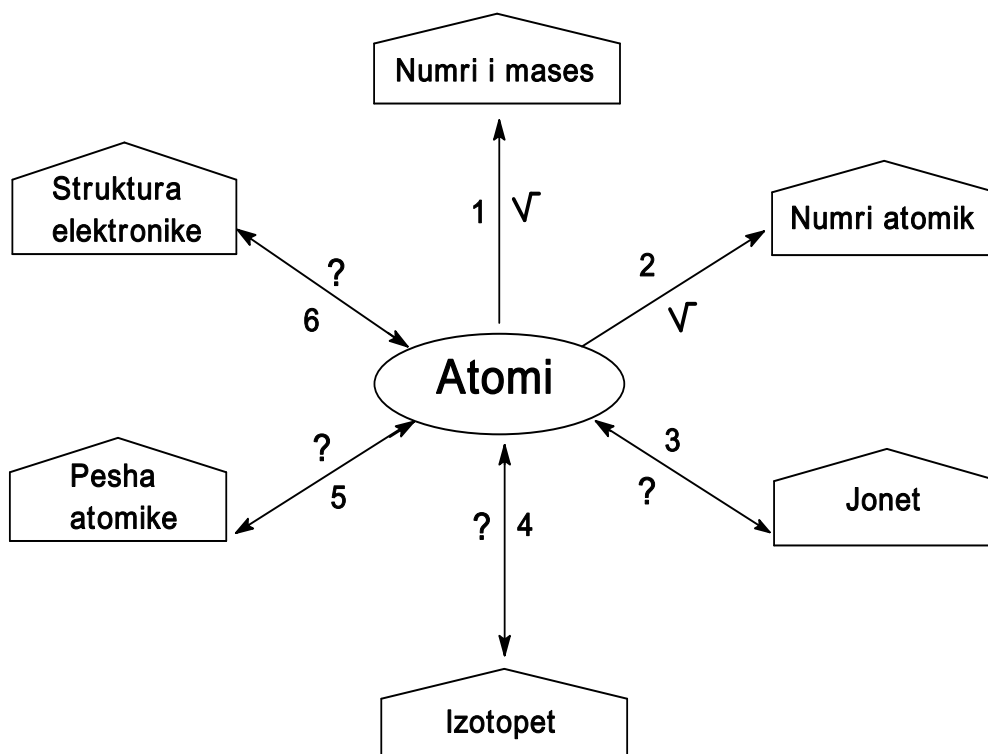 Numri i mases
Struktura
elektronike
1 √
Numri atomik
2
√
?
6
Atomi
3
?
?
5
Pesha
atomike
Jonet
? 4
Izotopet